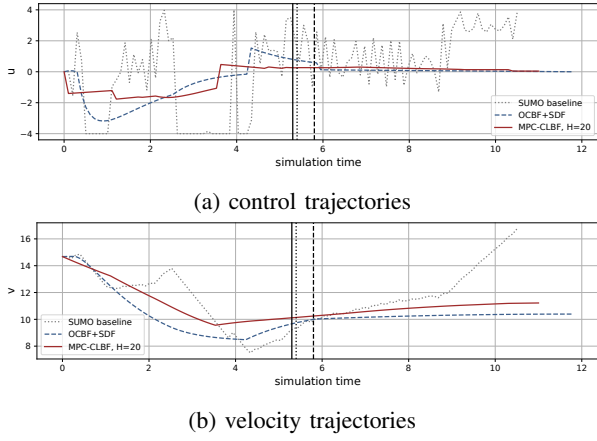 4
2
0
−2
−4
u
0
2
4
6
8
10
12
simulation time
SUMO baseline
OCBF+SDF
MPC-CLBF, H=20
(a) control trajectories
16
14
12
10
8
v
0
2
4
6
8
10
12
simulation time
SUMO baseline
OCBF+SDF
MPC-CLBF, H=20
(b) velocity trajectories